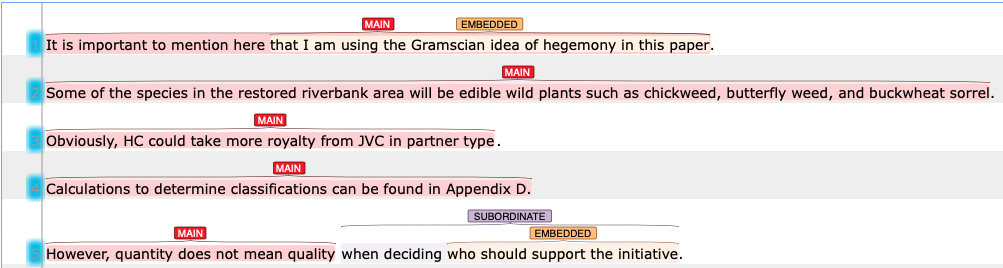 MAIN EMBEDDED
1 It is important to mention here that I am using the Gramscian idea of hegemony in this paper.
MAIN
2 Some of the species in the restored riverbank area will be edible wild plants such as chickweed, butterfly weed, and buckwheat sorrel.
MAIN
3 Obviously, HC could take more royalty from JVC in partner type.
MAIN
4 Calculations to determine classifications can be found in Appendix D.
SUBORDINATE
MAIN EMBEDDED
5 However, quantity does not mean quality when deciding who should support the initiative.